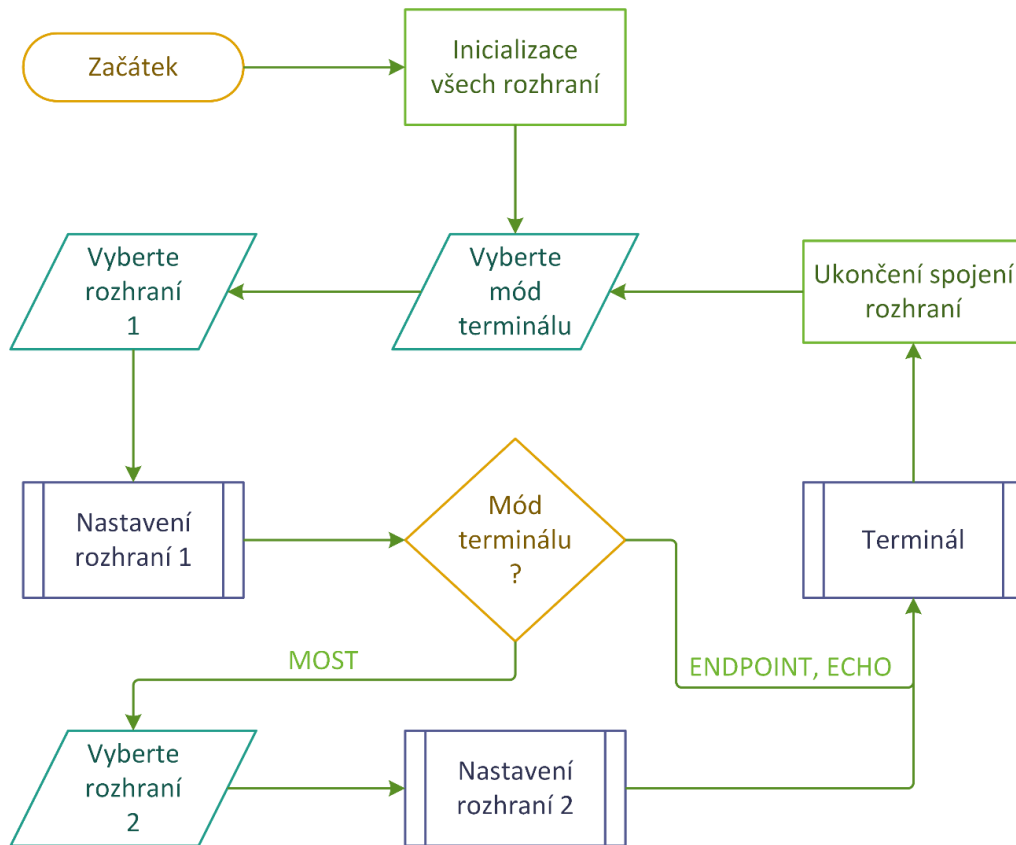 Začátek
Inicializace
všech rozhraní
Vyberte
rozhraní
1
Vyberte
mód
terminálu
Ukončení spojení
rozhraní
Nastavení
rozhraní 1
Mód
terminálu
?
Terminál
MOST
ENDPOINT, ECHO
Vyberte
rozhraní
2
Nastavení
rozhraní 2